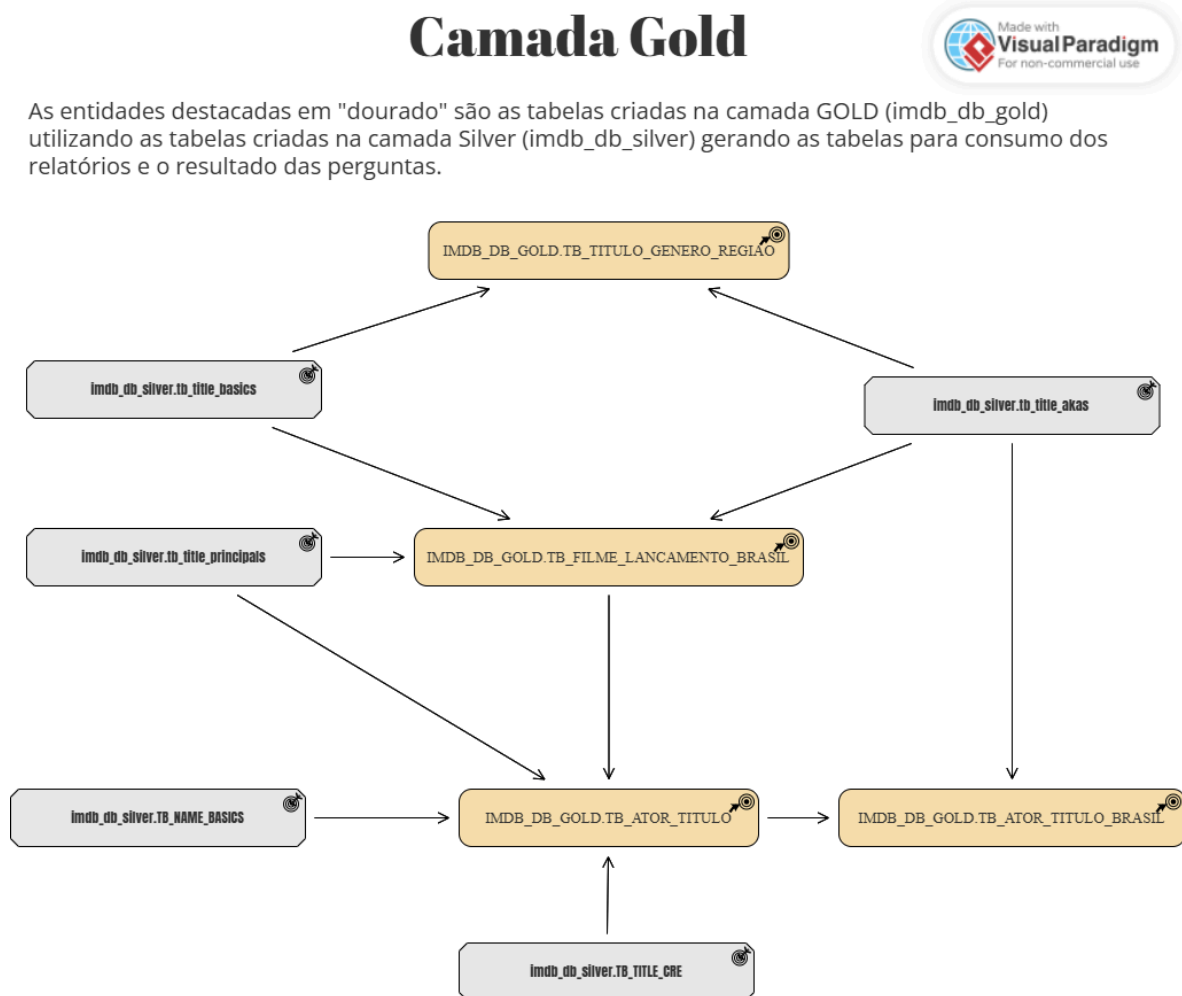 Camada Gold
Made with
Visual Paradigm
For non-commercial use
As entidades destacadas em "dourado" são as tabelas criadas na camada GOLD (imdb_db_gold)
utilizando as tabelas criadas na camada Silver (imdb_db_silver) gerando as tabelas para consumo dos
relatórios e o resultado das perguntas.
IMDB_DB_GOLD.TB_TITULO_GENERO_REGIAO
imdb_db_silver.tb_title_basics
imdb_db_silver.tb_title_akas
imdb_db_silver.tb_title_principals
IMDB_DB_GOLD.TB_FILME_LANCAMENTO_BRASIL
imdb_db_silver.TB_NAME_BASICS
IMDB_DB_GOLD.TB_ATOR_TITULO
IMDB_DB_GOLD.TB_ATOR_TITULO_BRASIL
imdb_db_silver.TB_TITLE_CRE